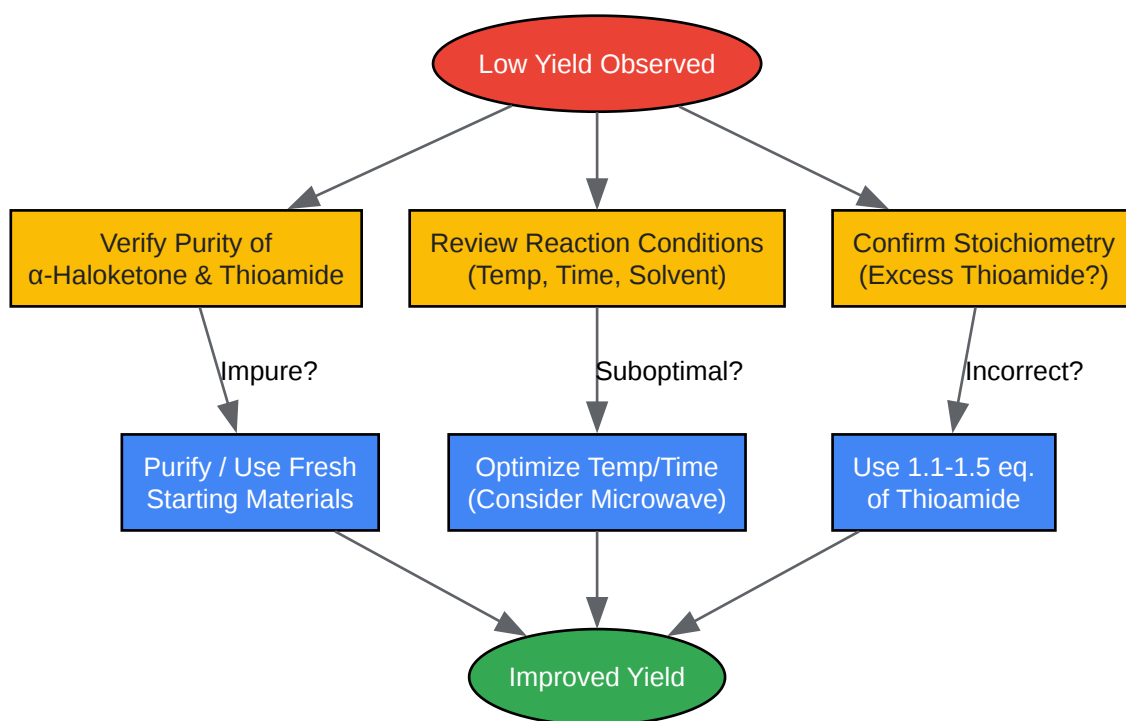 Low Yield Observed
Verify Purity of
α-Haloketone & Thioamide
Review Reaction Conditions
(Temp, Time, Solvent)
Confirm Stoichiometry
(Excess Thioamide?)
Impure?
Suboptimal?
Incorrect?
Purify / Use Fresh
Starting Materials
Optimize Temp/Time
(Consider Microwave)
Use 1.1-1.5 eq.
of Thioamide
Improved Yield